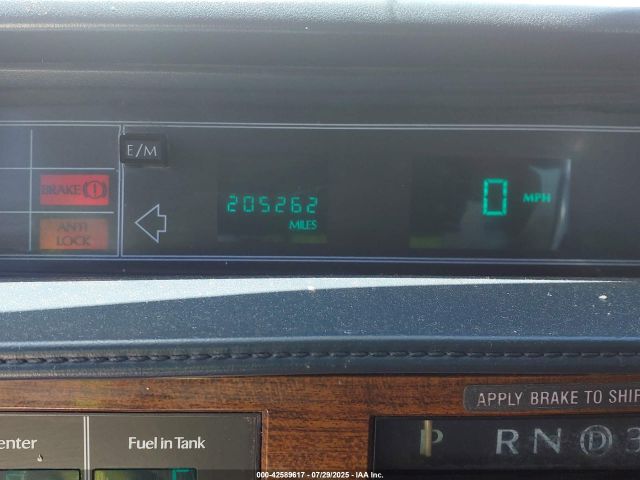 E/M
BRAKE
ANTI
LOCK
205262
MILES
0 MPH
APPLY BRAKE TO SHIF
enter
Fuel in Tank
P RN D 3
000-42589617 - 07/29/2025 - IAA Inc.